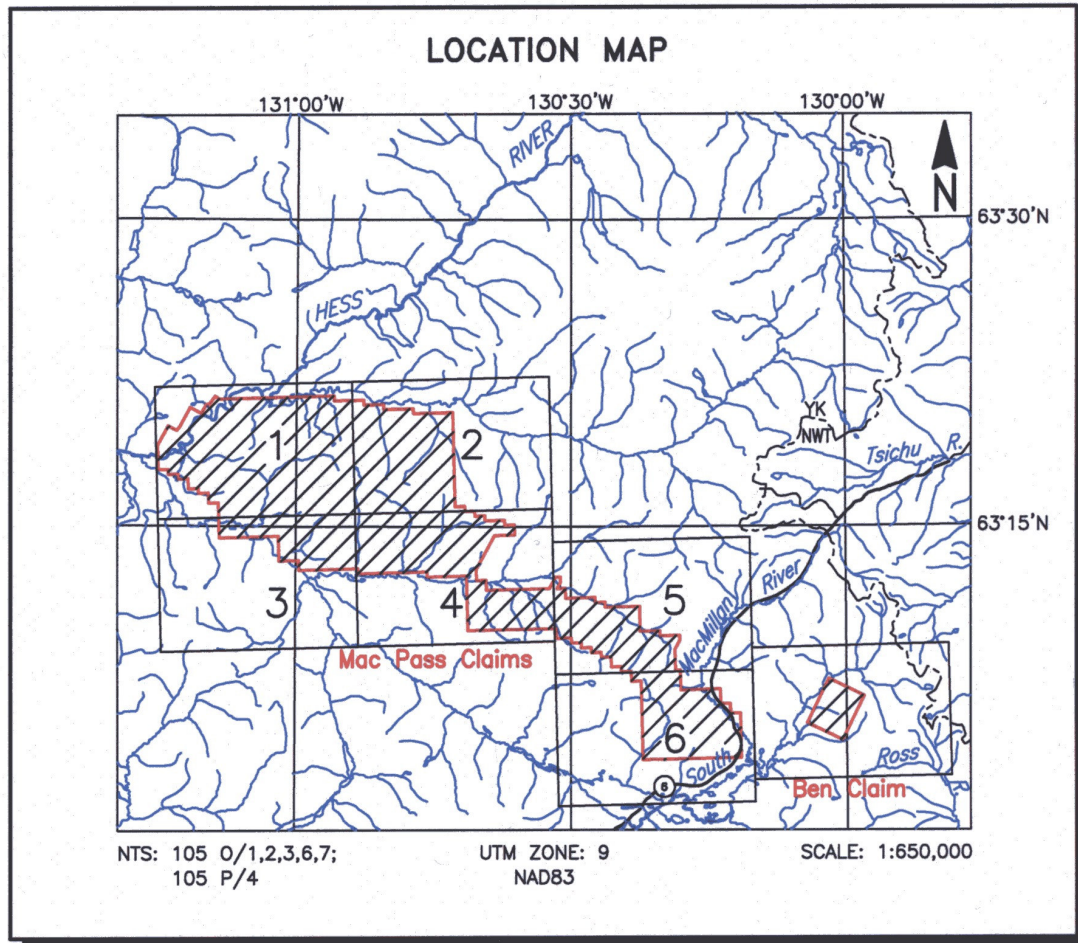 LOCATION MAP
131°00'W
130°30'W
130°00'W
N
RIVER
63°30'N
HESS
YK
NWT
Tsichu R.
1
2
63°15'N
3
4
5
River
MacMillan
Mac Pass Claims
6
South
6
Ross
R.
Ben Claim
NTS: 105 O/1,2,3,6,7;
105 P/4
UTM ZONE: 9
NAD83
SCALE: 1:650,000